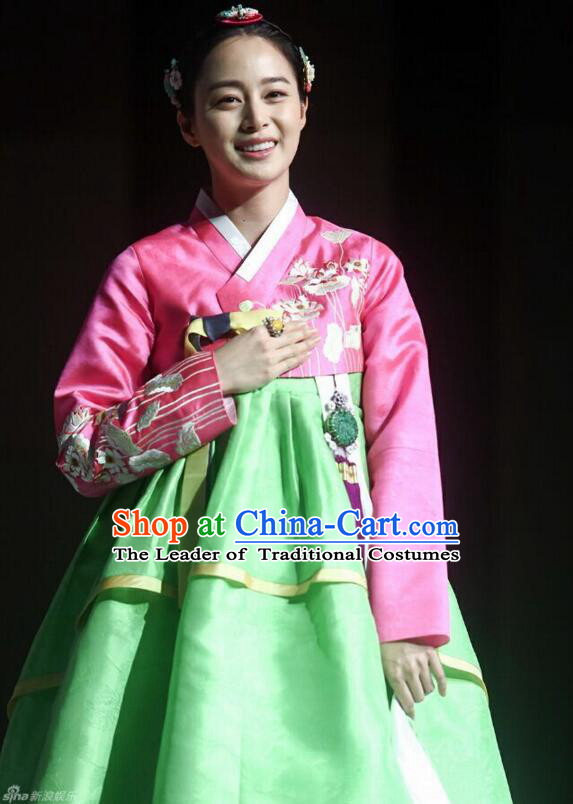 Shop at China-Cart.com
The Leader of Traditional Costumes
sina新浪娱乐